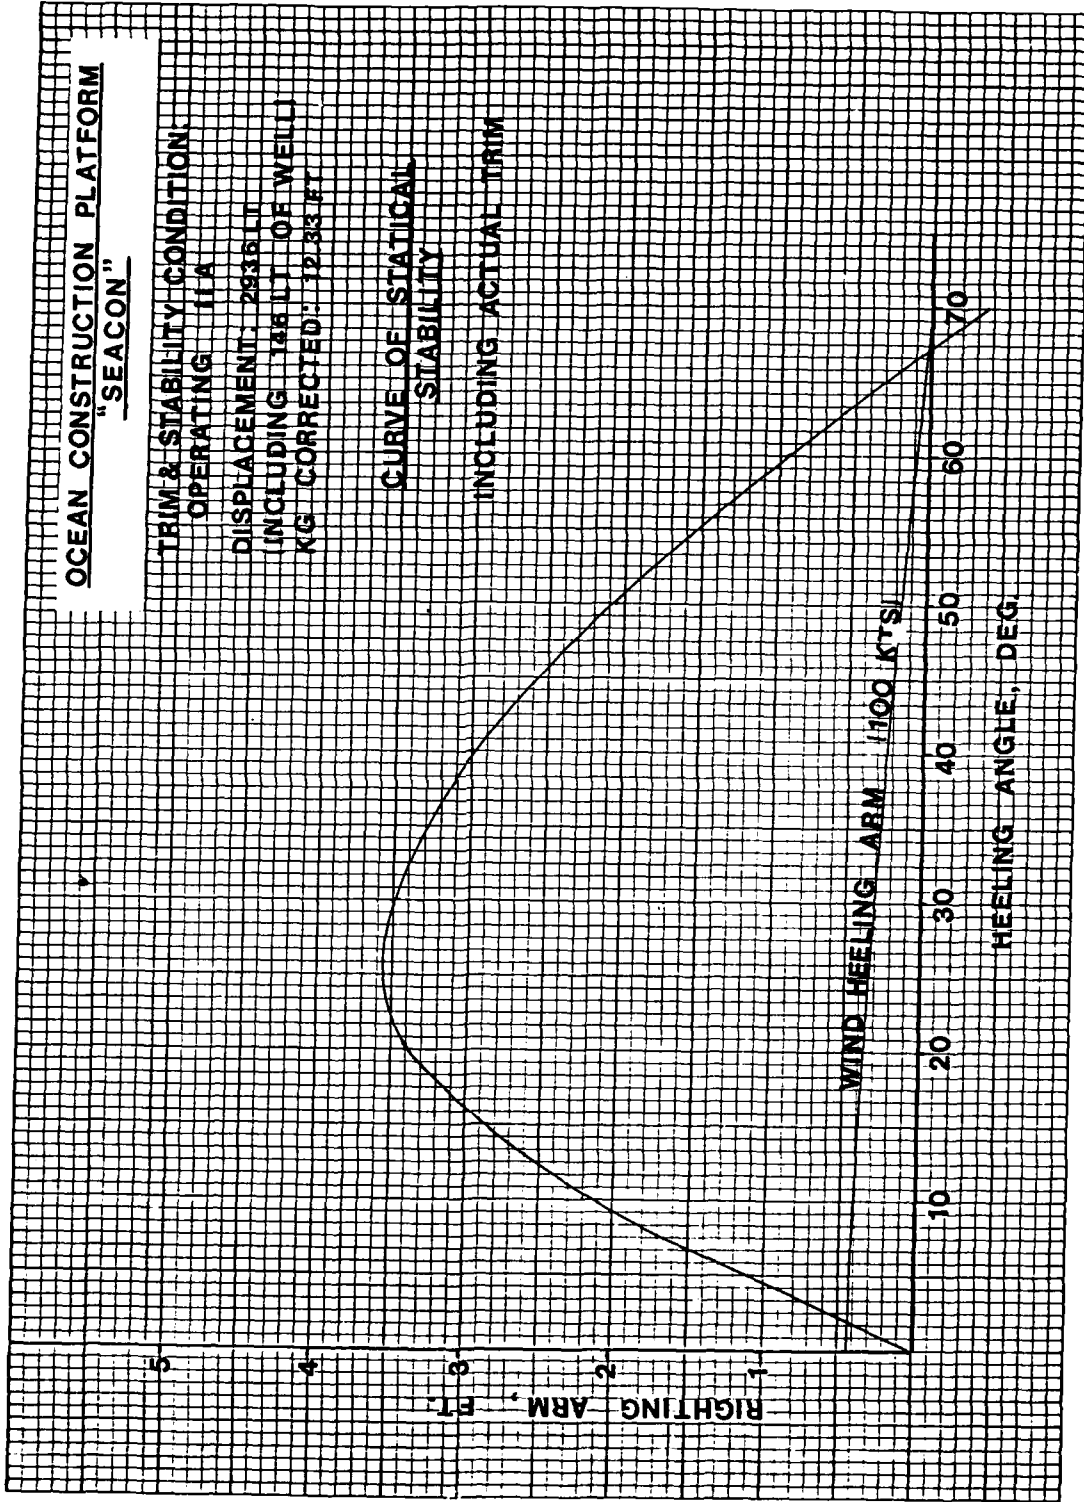 OCEAN CONSTRUCTION PLATFORM
"SEACON"
TRIM & STABILITY CONDITION:
OPERATING IIA
DISPLACEMENT: 2936 LT
(INCLUDING 146 LT OF WELL)
KG CORRECTED: 12.33 FT
CURVE OF STATICAL
STABILITY
INCLUDING ACTUAL TRIM
5
4
3
2
1
RIGHTING ARM, FT.
WIND HEELING ARM (100 KTS)
10 20 30 40 50 60 70
HEELING ANGLE, DEG.